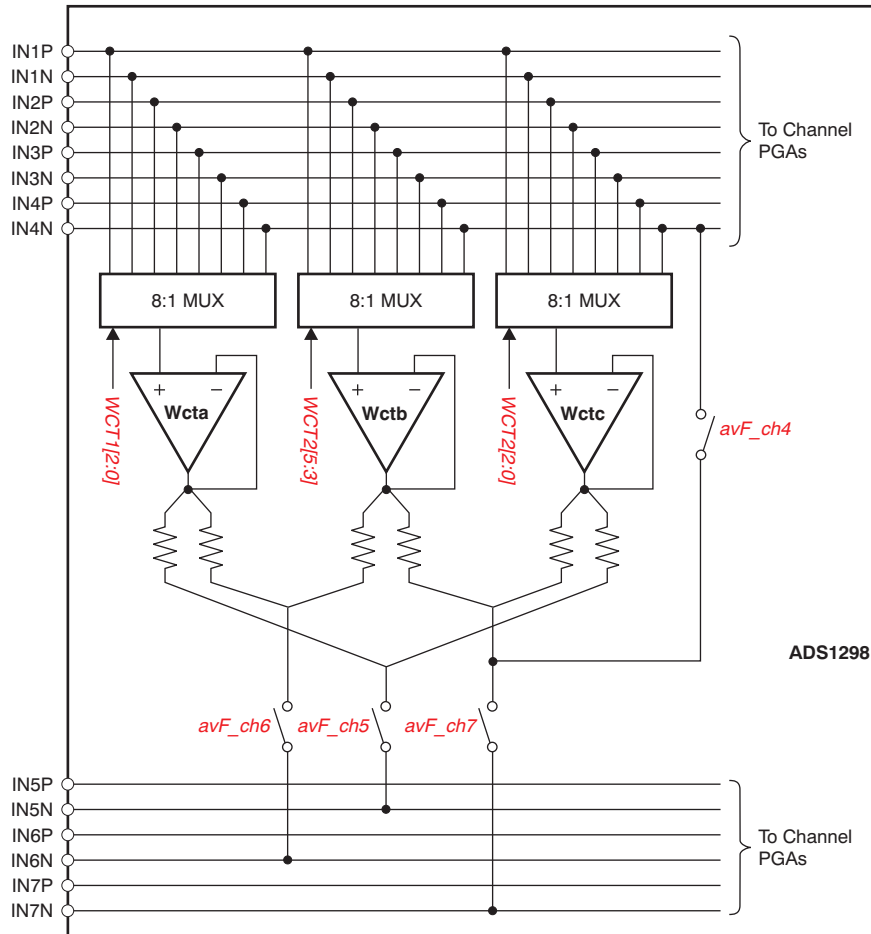 IN1P
IN1N
IN2P
IN2N
IN3P
IN3N
IN4P
IN4N
To Channel
PGAs
8:1 MUX
8:1 MUX
8:1 MUX
+ −
Wcta
+ −
Wctb
+ −
Wctc
WCT1[2:0]
WCT2[5:3]
WCT2[2:0]
avF_ch4
ADS1298
avF_ch6
avF_ch5
avF_ch7
IN5P
IN5N
IN6P
IN6N
IN7P
IN7N
To Channel
PGAs